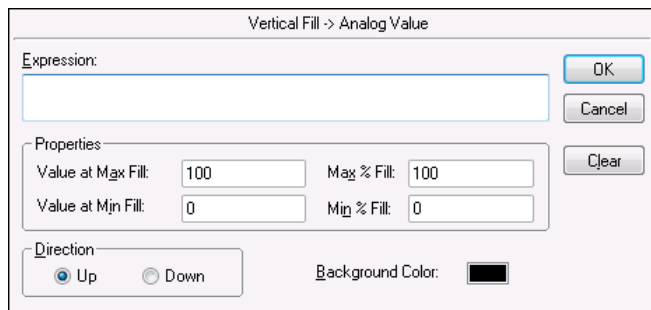 Vertical Fill -> Analog Value
Expression:
OK
Cancel
Clear
Properties
Value at Max Fill: 100 Max % Fill: 100
Value at Min Fill: 0 Min % Fill: 0
Direction
Up Down
Background Color: